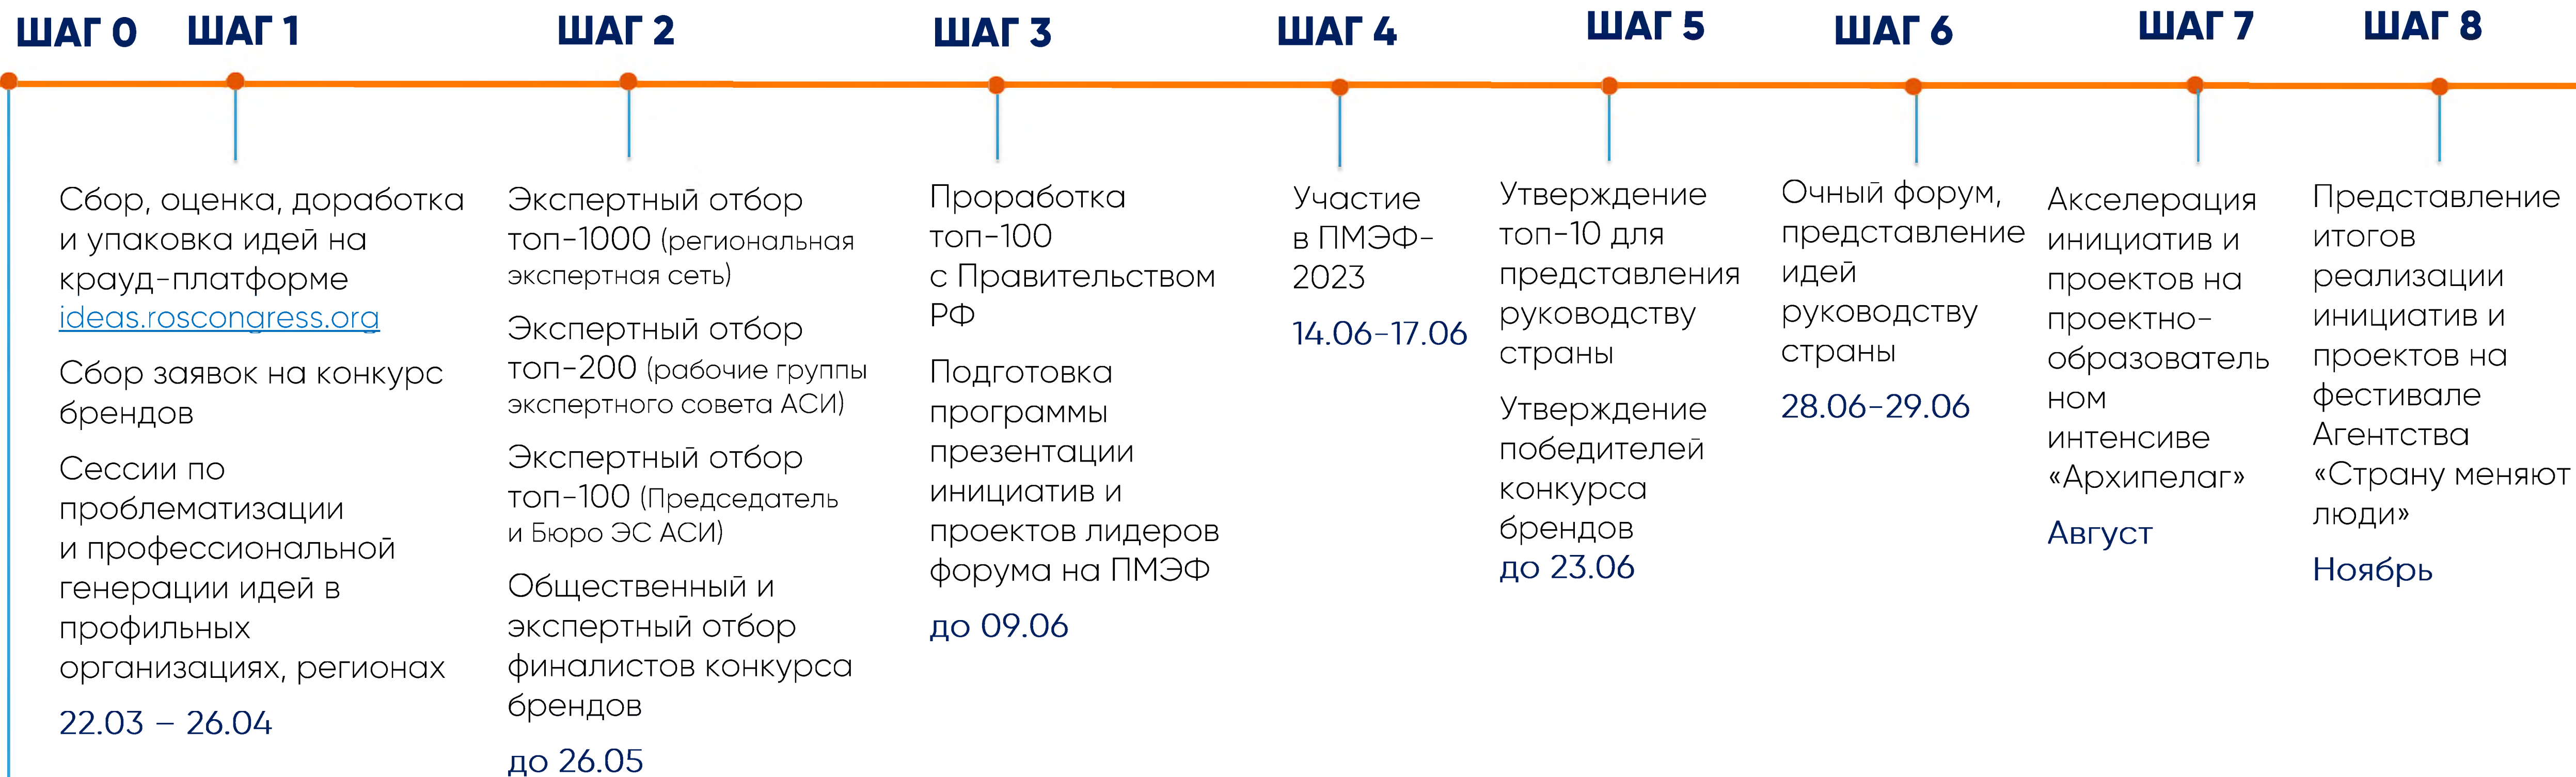 ШАГ 0
ШАГ 1
ШАГ 2
ШАГ 3
ШАГ 4
ШАГ 5
ШАГ 6
ШАГ 7
ШАГ 8
Сбор, оценка, доработка
и упаковка идей на
крауд-платформе
ideas.roscongress.org
Сбор заявок на конкурс
брендов
Сессии по
проблематизации
и профессиональной
генерации идей в
профильных
организациях, регионах
22.03 – 26.04
Экспертный отбор
топ-1000 (региональная
экспертная сеть)
Экспертный отбор
топ-200 (рабочие группы
экспертного совета АСИ)
Экспертный отбор
топ-100 (Председатель
и Бюро ЭС АСИ)
Общественный и
экспертный отбор
финалистов конкурса
брендов
до 26.05
Проработка
топ-100
с Правительством
РФ
Подготовка
программы
презентации
инициатив и
проектов лидеров
форума на ПМЭФ
до 09.06
Участие
в ПМЭФ-
2023
14.06-17.06
Утверждение
топ-10 для
представления
руководству
страны
Утверждение
победителей
конкурса
брендов
до 23.06
Очный форум,
представление
идей
руководству
страны
28.06-29.06
Акселерация
инициатив и
проектов на
проектно-
образователь
ном
интенсиве
«Архипелаг»
Август
Представление
итогов
реализации
инициатив и
проектов на
фестивале
Агентства
«Страну меняют
люди»
Ноябрь